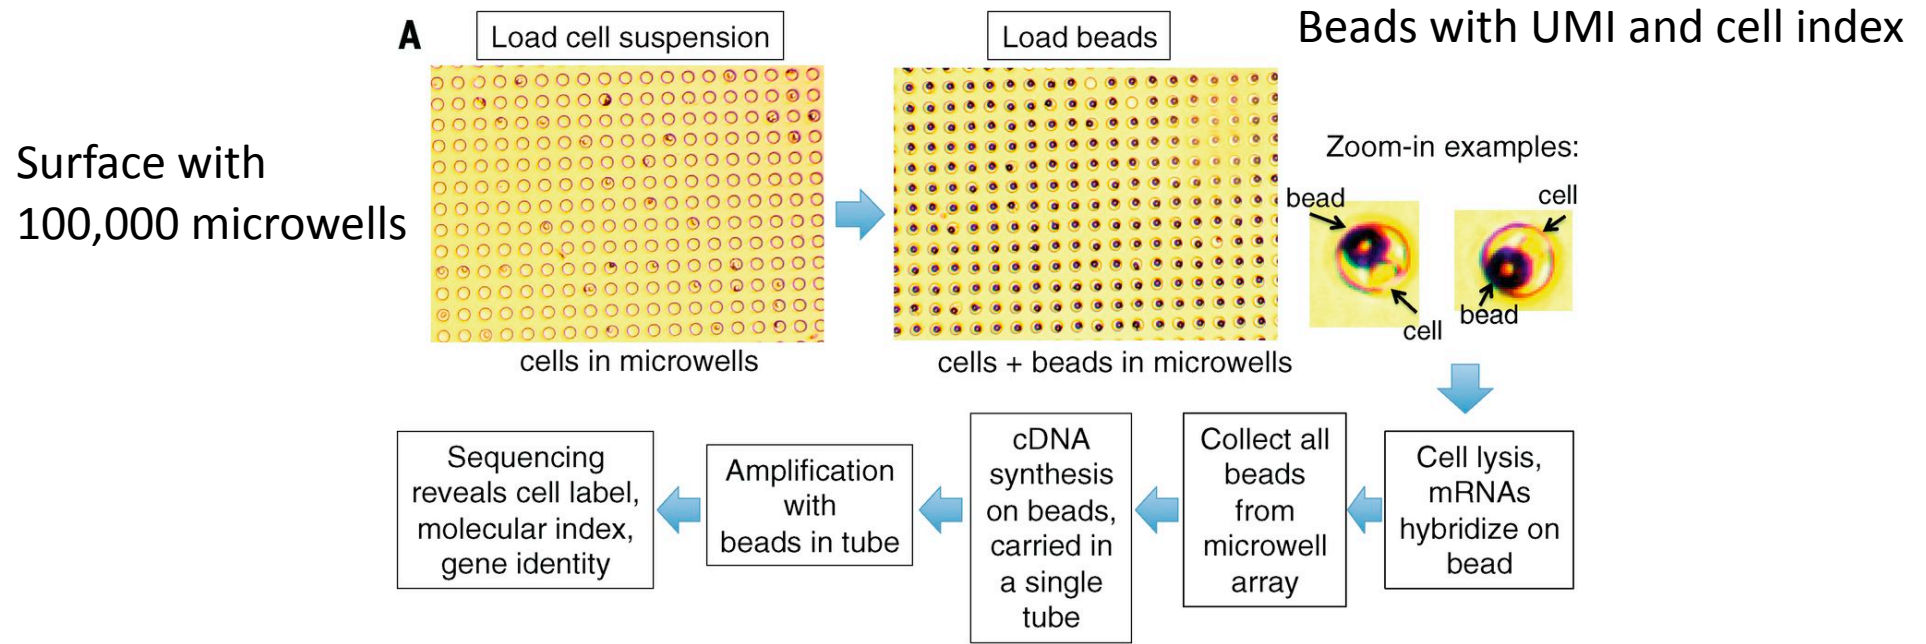 A
Load cell suspension
Load beads
Beads with UMI and cell index
Surface with
100,000 microwells
Zoom-in examples:
bead
cell
cell
bead
cells in microwells
cells + beads in microwells
Cell lysis,
mRNAs
hybridize on
bead
Collect all
beads
from
microwell
array
cDNA
synthesis
on beads,
carried in
a single
tube
Amplification
with
beads in tube
Sequencing
reveals cell label,
molecular index,
gene identity